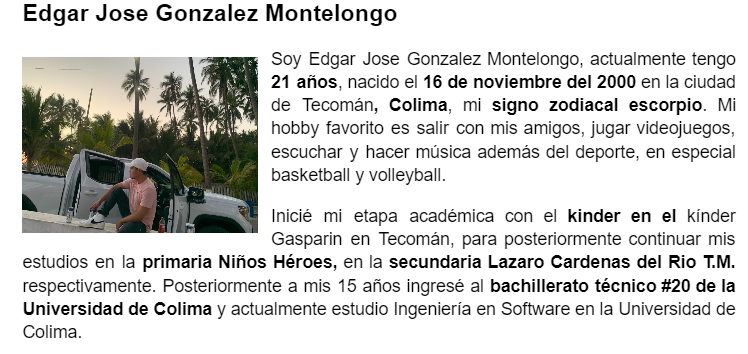 Edgar Jose Gonzalez Montelongo
Soy Edgar Jose Gonzalez Montelongo, actualmente tengo
21 años, nacido el 16 de noviembre del 2000 en la ciudad
de Tecomán, Colima, mi signo zodiacal escorpio. Mi
hobby favorito es salir con mis amigos, jugar videojuegos,
escuchar y hacer música además del deporte, en especial
basketball y volleyball.
Inicié mi etapa académica con el kinder en el kínder
Gasparin en Tecomán, para posteriormente continuar mis
estudios en la primaria Niños Héroes, en la secundaria Lazaro Cardenas del Rio T.M.
respectivamente. Posteriormente a mis 15 años ingresé al bachillerato técnico #20 de la
Universidad de Colima y actualmente estudio Ingeniería en Software en la Universidad de
Colima.